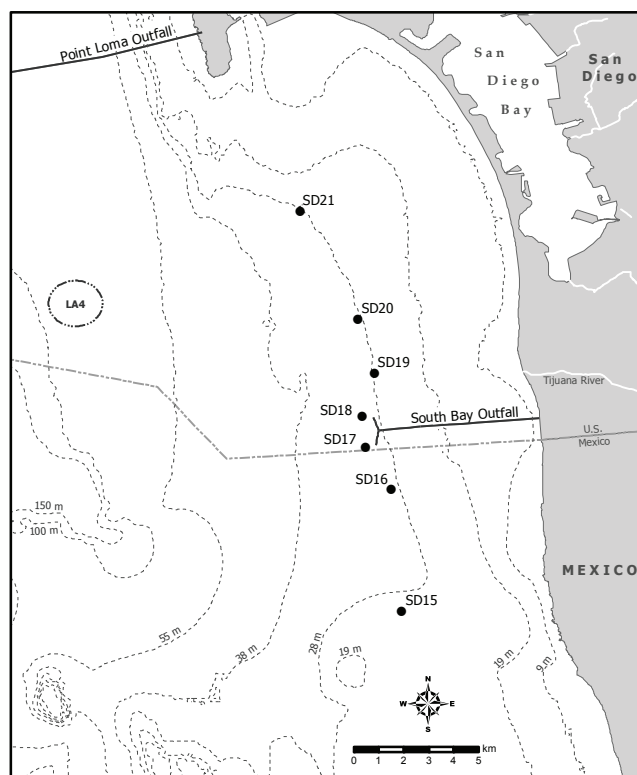 Point Loma Outfall
San
Diego
Bay
San
Diego
SD21
LA4
SD20
SD19
Tijuana River
SD18
South Bay Outfall
U.S.
Mexico
SD17
SD16
150 m
100 m
MEXICO
SD15
55 m
38 m
28 m
19 m
19 m
9 m
N
W
E
S
km
0 1 2 3 4 5